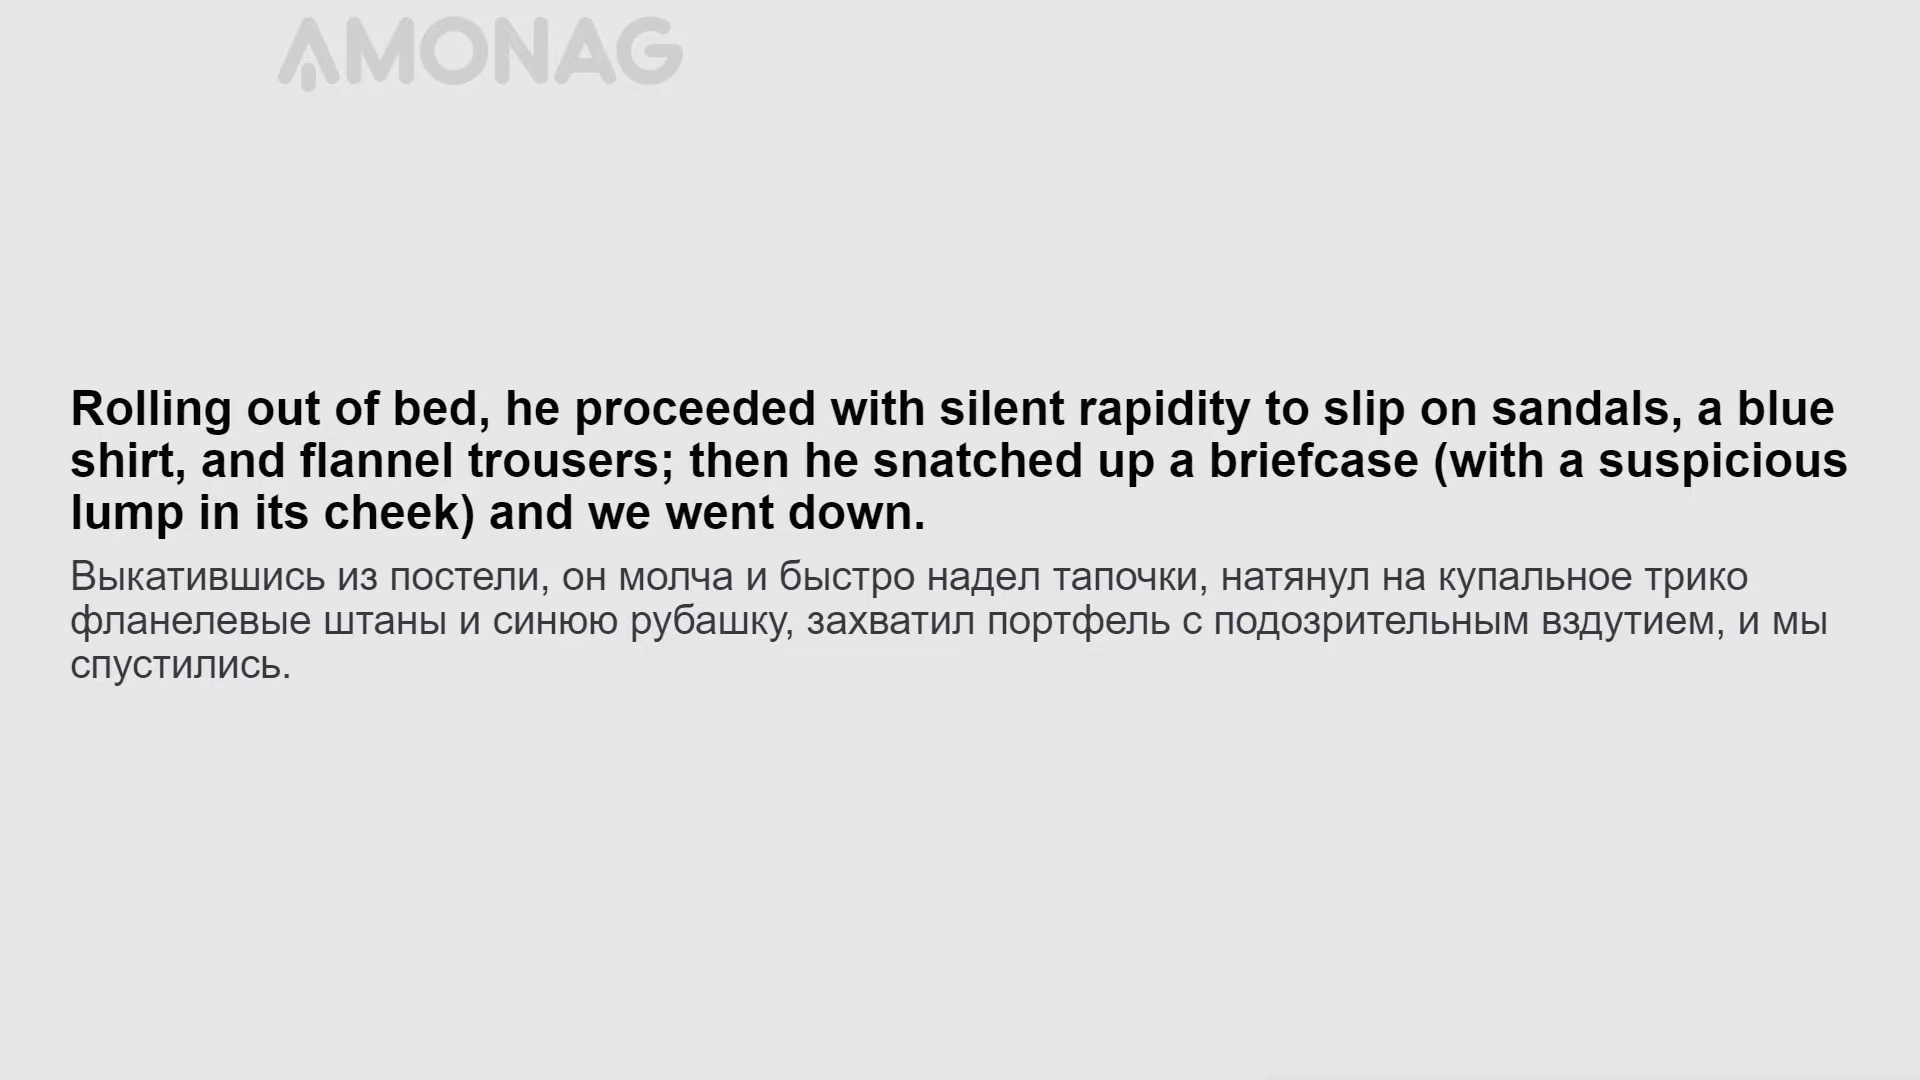 AMONAG
Rolling out of bed, he proceeded with silent rapidity to slip on sandals, a blue
shirt, and flannel trousers; then he snatched up a briefcase (with a suspicious
lump in its cheek) and we went down.
Выкатившись из постели, он молча и быстро надел тапочки, натянул на купальное трико
фланелевые штаны и синюю рубашку, захватил портфель с подозрительным вздутием, и мы
спустились.